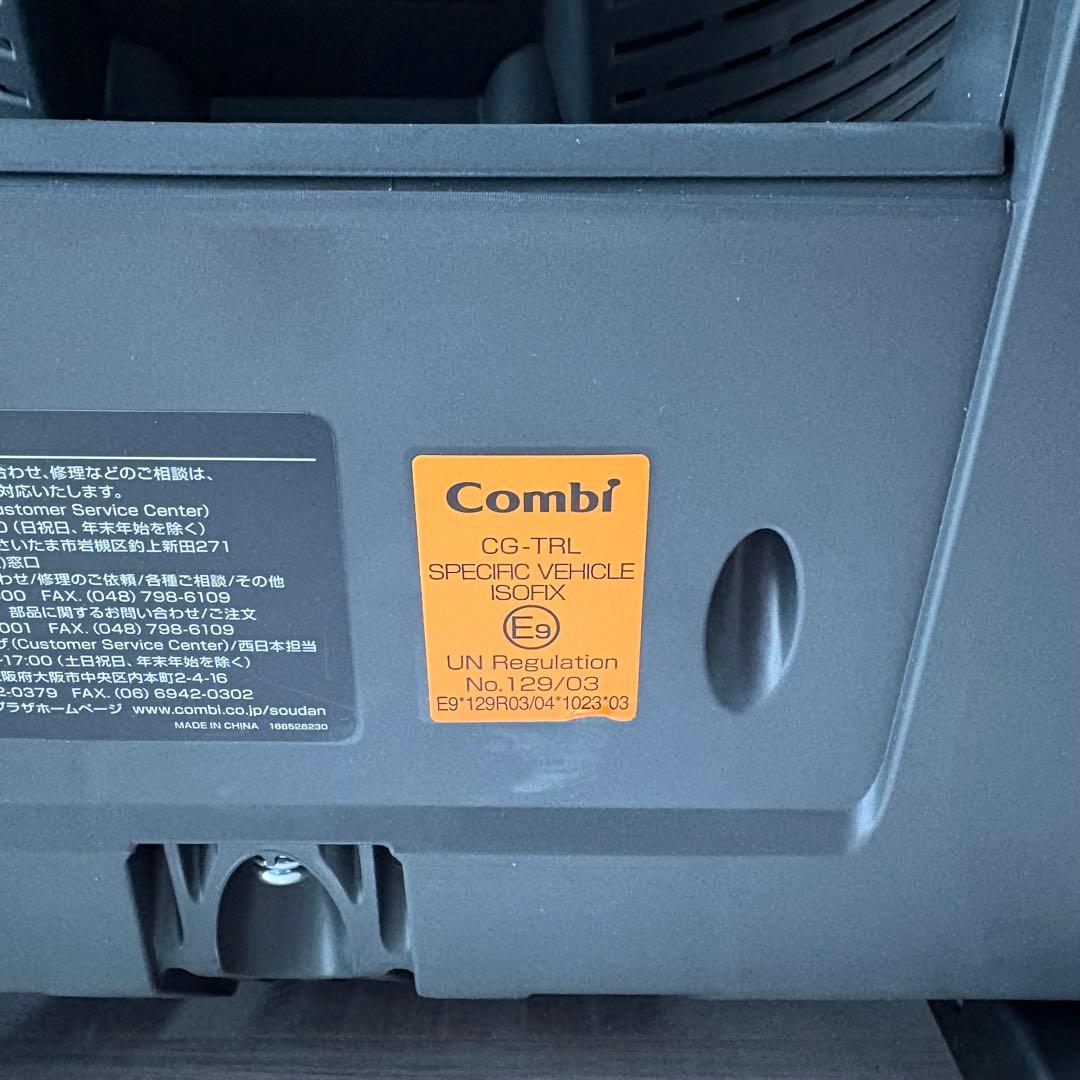 合わせ、修理などのご相談は、
対応いたします。
ustomer Service Center)
0（日祝日、年末年始を除く）
さいたま市岩槻区釣上新田271
)窓口
わせ/修理のご依頼/各種ご相談/その他
00 FAX. (048) 798-6109
部品に関するお問い合わせ/ご注文
001 FAX. (048) 798-6109
ザ(Customer Service Center)/西日本担当
~17:00（土日祝日、年末年始を除く）
大阪府大阪市中央区内本町2-4-16
2-0379 FAX. (06) 6942-0302
プラザホームページ www.combi.co.jp/soudan
MADE IN CHINA 166526230
Combi
CG-TRL
SPECIFIC VEHICLE
ISOFIX
E9
UN Regulation
No.129/03
E9*129R03/04*1023*03